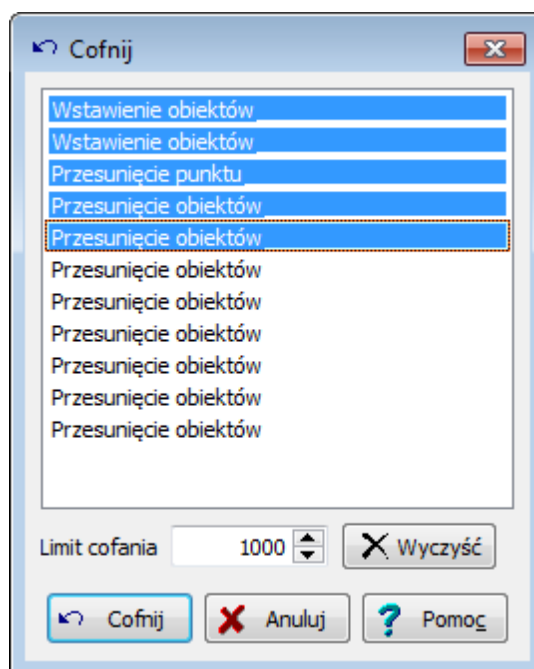 Cofnij
Wstawienie obiektów
Wstawienie obiektów
Przesunięcie punktu
Przesunięcie obiektów
Przesunięcie obiektów
Przesunięcie obiektów
Przesunięcie obiektów
Przesunięcie obiektów
Przesunięcie obiektów
Przesunięcie obiektów
Przesunięcie obiektów
Limit cofania 1000 Wyczyść
Cofnij Anuluj Pomoc